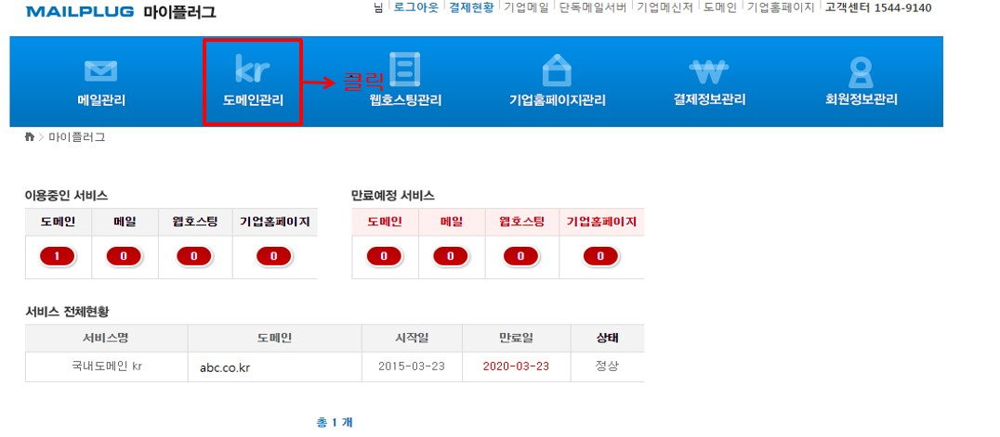 MAILPLUG 마이플러그
님 로그아웃 결제현황 기업메일 단독메일서버 기업메신저 도메인 기업홈페이지 고객센터 1544-9140
kr 클릭
메일관리 도메인관리 웹호스팅관리 기업홈페이지관리 결제정보관리 회원정보관리
> 마이플러그
이용중인 서비스 만료예정 서비스
도메인 메일 웹호스팅 기업홈페이지 도메인 메일 웹호스팅 기업홈페이지
1 0 0 0 0 0 0 0
서비스 전체현황
서비스명 도메인 시작일 만료일 상태
국내도메인 kr abc.co.kr 2015-03-23 2020-03-23 정상
총 1 개